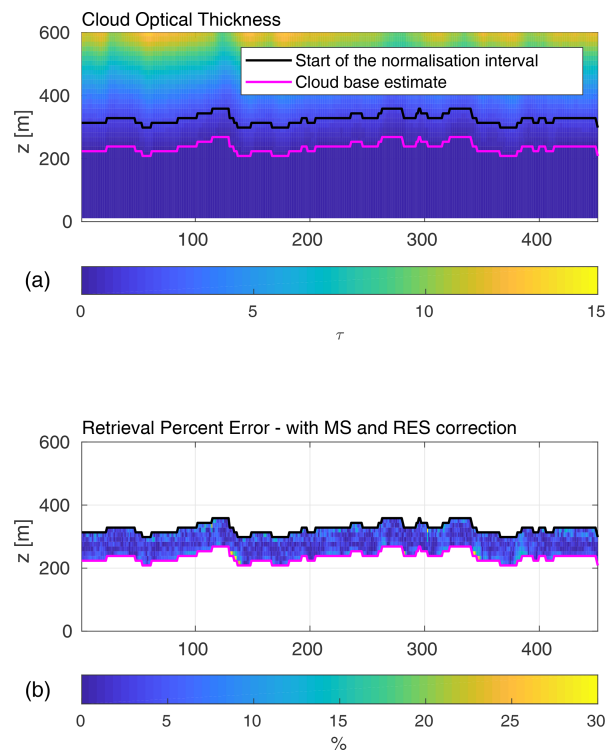 Cloud Optical Thickness
600
400
200
0
z [m]
Start of the normalisation interval
Cloud base estimate
100 200 300 400
(a)
0 5 10 15
τ
Retrieval Percent Error - with MS and RES correction
600
400
200
0
z [m]
100 200 300 400
(b)
0 5 10 15 20 25 30
%